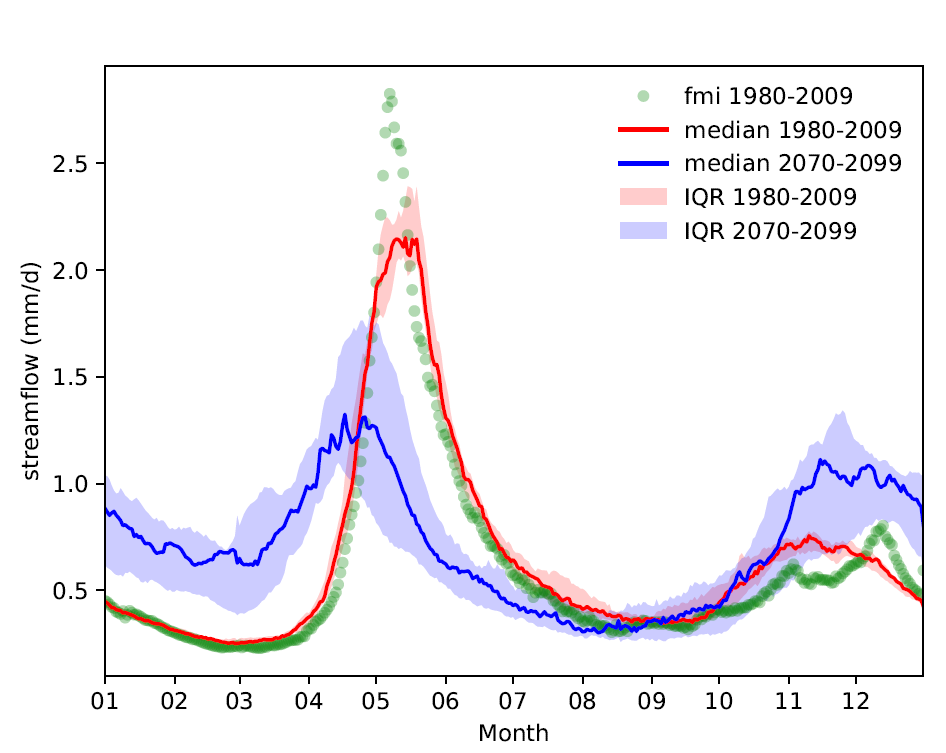 fmi 1980-2009
median 1980-2009
median 2070-2099
IQR 1980-2009
IQR 2070-2099
2.5
2.0
1.5
1.0
0.5
streamflow (mm/d)
01 02 03 04 05 06 07 08 09 10 11 12
Month